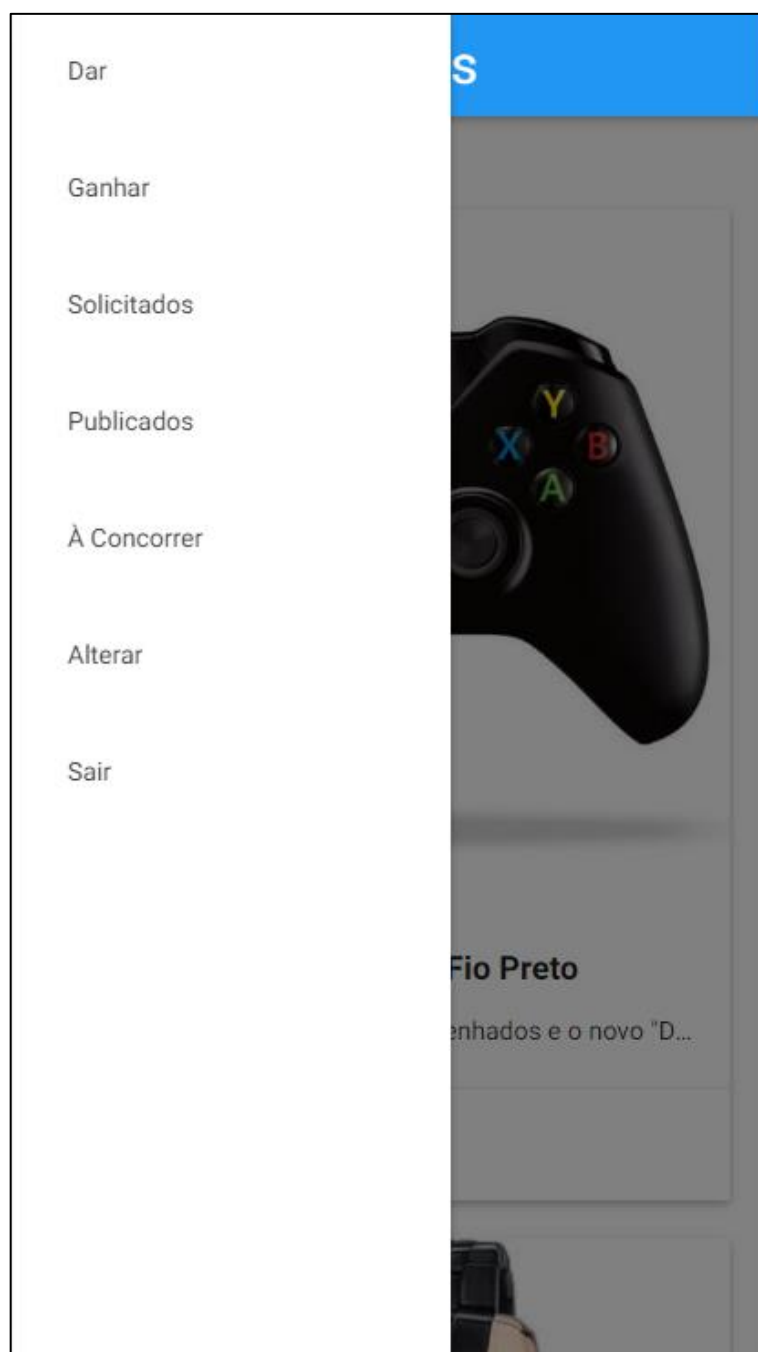 Dar
s
Ganhar
Solicitados
Publicados
Y
X
B
A
À Concorrer
Alterar
Sair
Fio Preto
enhados e o novo "D...